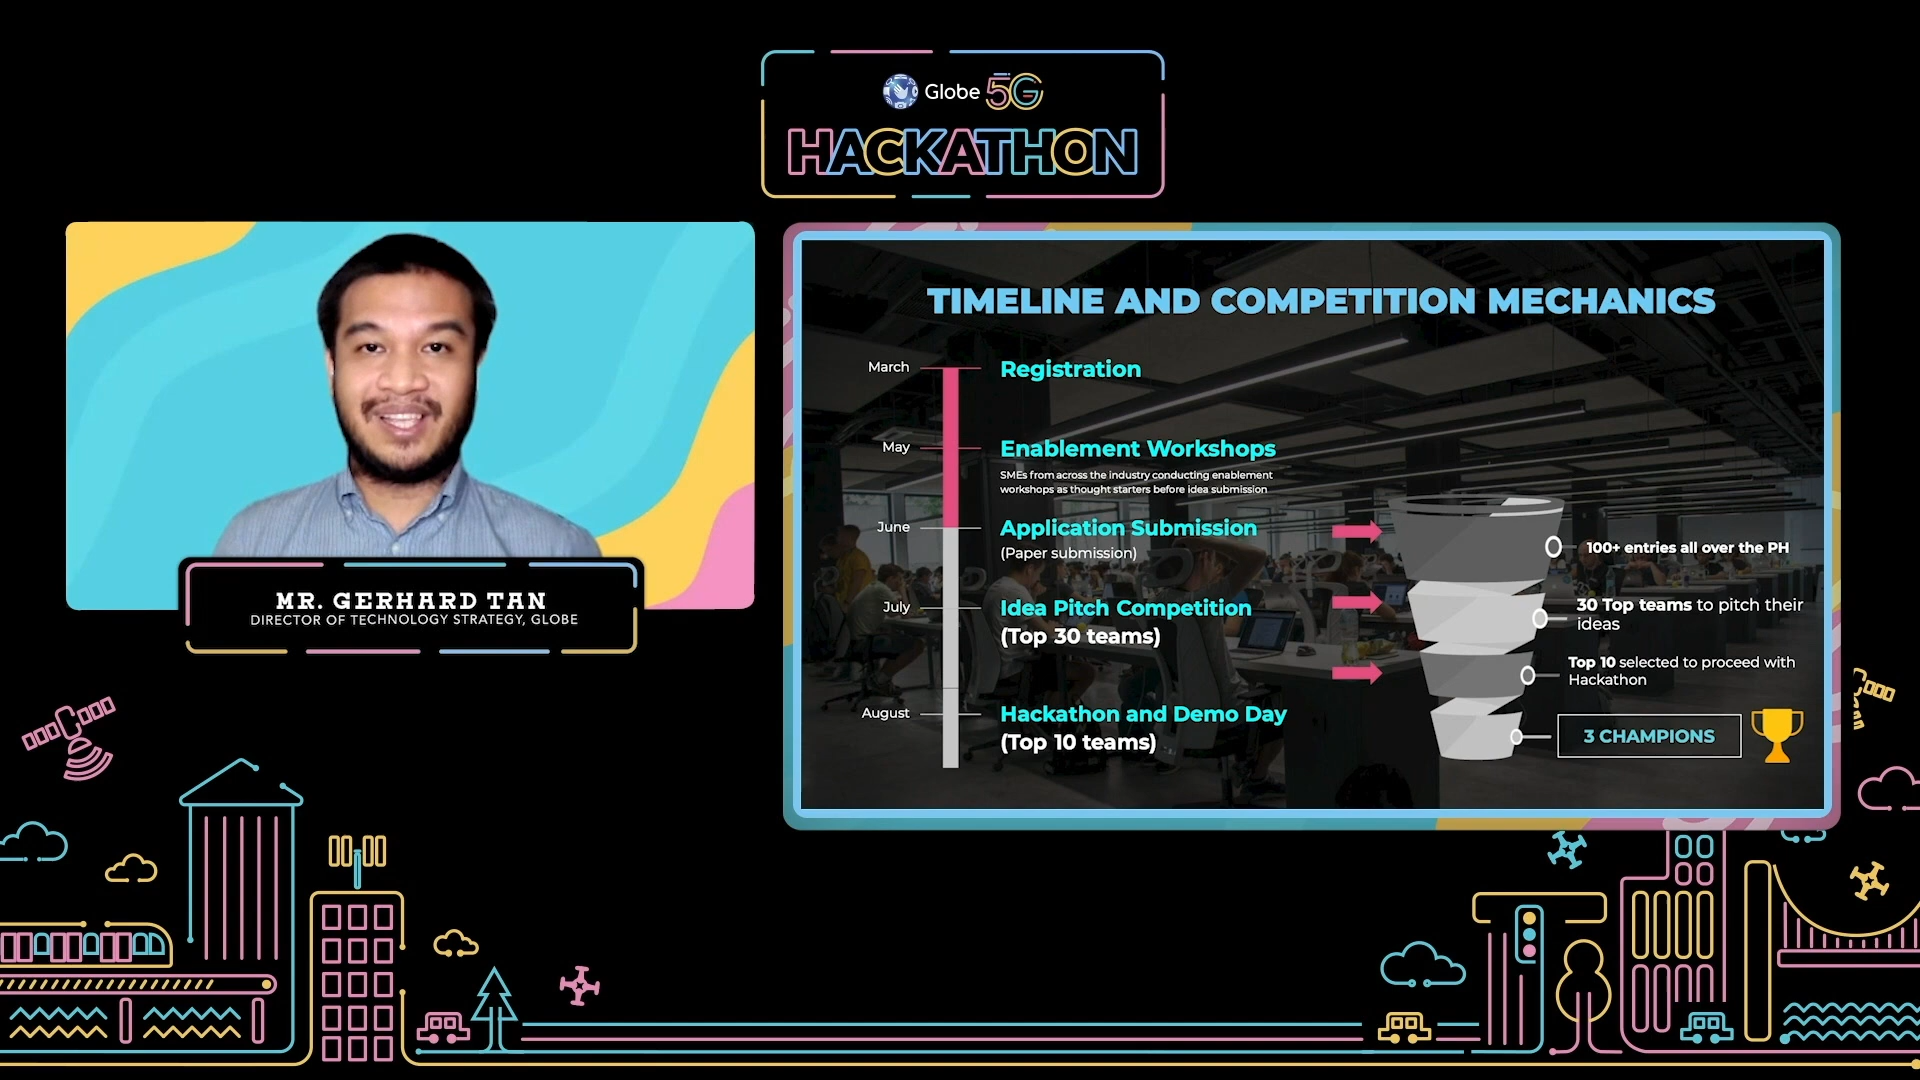 Globe 5G
HACKATHON
MR. GERHARD TAN
DIRECTOR OF TECHNOLOGY STRATEGY, GLOBE
TIMELINE AND COMPETITION MECHANICS
March
Registration
May
Enablement Workshops
SMEs from across the industry conducting enablement
workshops as thought starters before idea submission
June
Application Submission
(Paper submission)
July
Idea Pitch Competition
(Top 30 teams)
August
Hackathon and Demo Day
(Top 10 teams)
100+ entries all over the PH
30 Top teams to pitch their
ideas
Top 10 selected to proceed with
Hackathon
3 CHAMPIONS